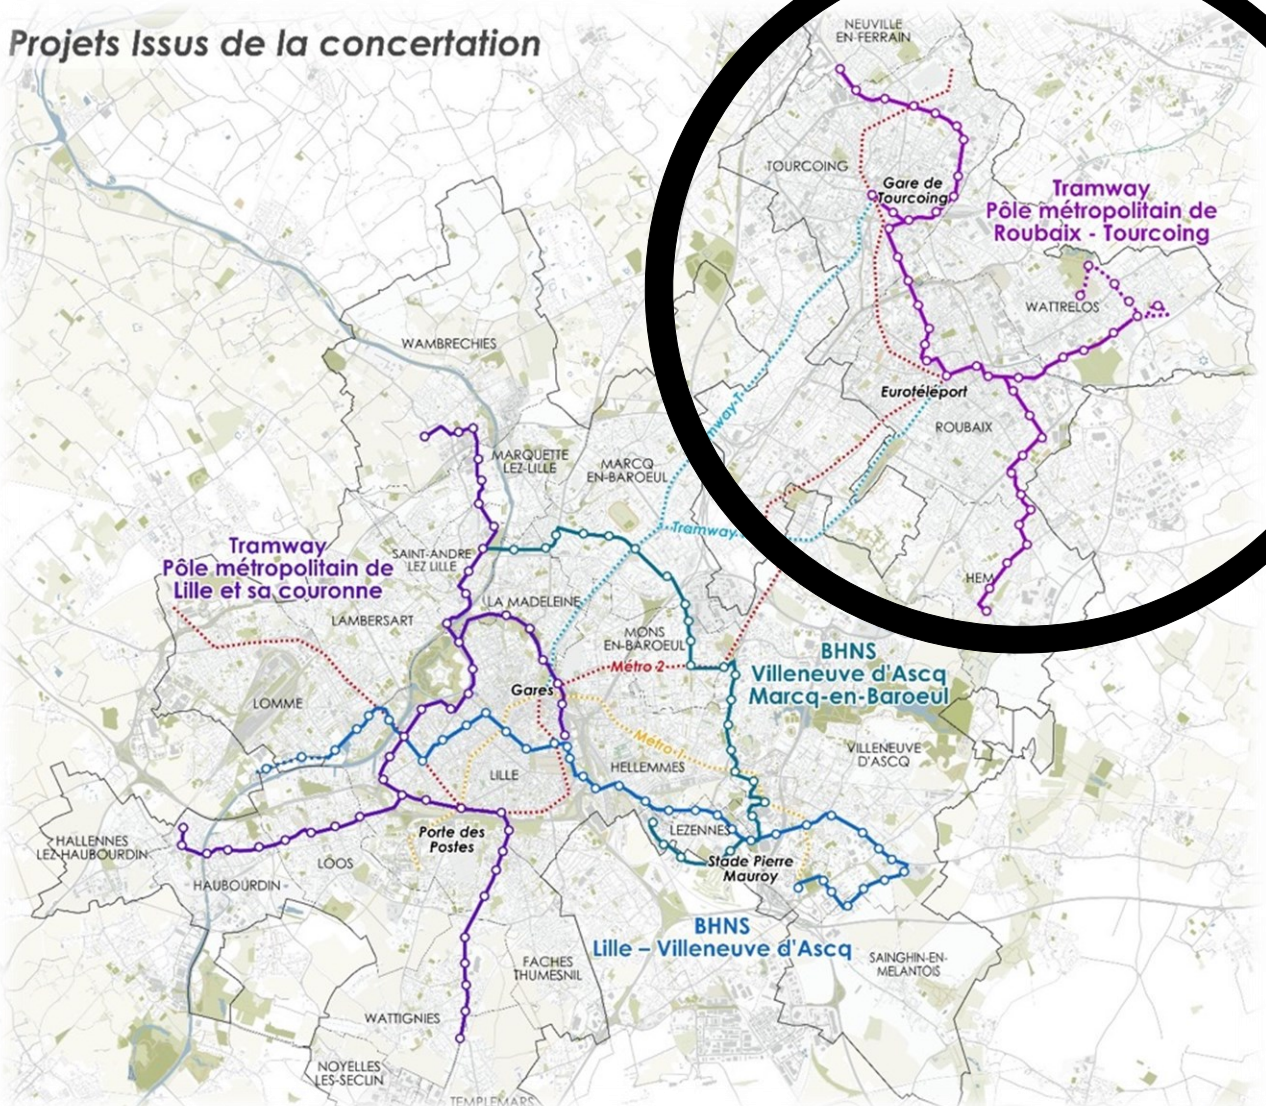 Projets Issus de la concertation
NEUVILLE
EN-FERRAIN
TOURCOING
Gare de
Tourcoing
Tramway
Pôle métropolitain de
Roubaix - Tourcoing
WATTRELOS
Eurotéléport
ROUBAIX
HEM
WAMBRECHIES
MARQUETTE
LEZ-LILLE
MARCQ
EN-BAROEUL
Tramway
Tramway
Pôle métropolitain de
Lille et sa couronne
SAINT-ANDRE
LEZ LILLE
LA MADELEINE
LAMBERSART
MONS
EN-BAROEUL
Métro 2
BHNS
Villeneuve d'Ascq
Marcq-en-Baroeul
Gares
LOMME
Métro 1
VILLENEUVE
D'ASCQ
HELLEMMES
LILLE
HALLENNES
LEZ-HAUBOURDIN
Porte des
Postes
LEZENNES
LOOS
Stade Pierre
Mauroy
HAUBOURDIN
BHNS
Lille – Villeneuve d'Ascq
FACHES
THUMESNIL
SAINGHIN-EN-
MELANTOIS
WATTIGNIES
NOYELLES
LES-SECLIN
TEMPLEMARS